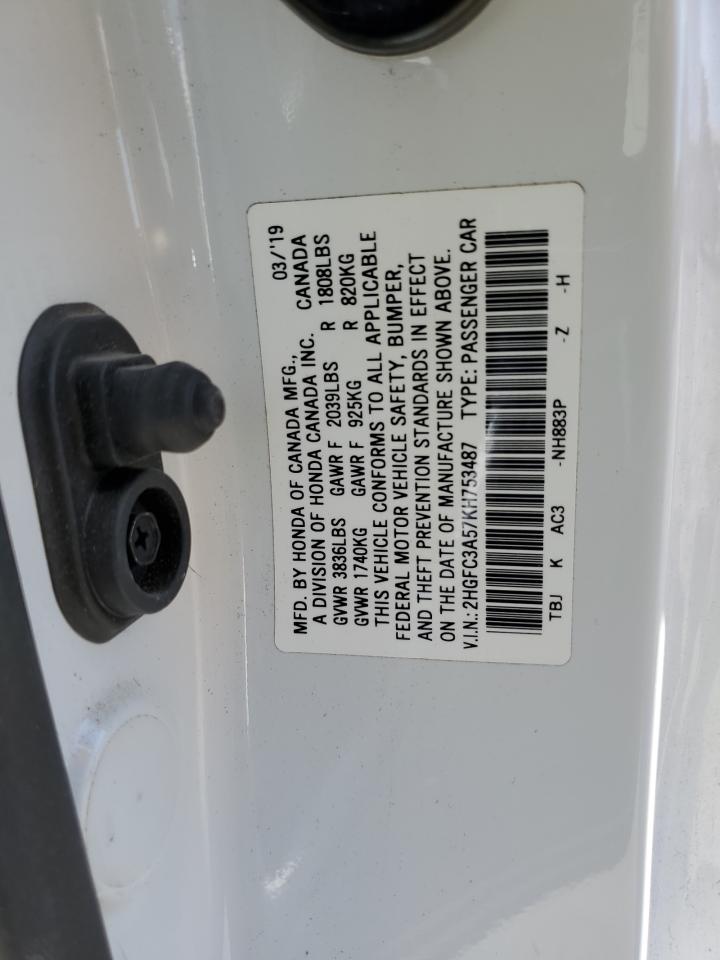 03/'19
MFD. BY HONDA OF CANADA MFG.,
A DIVISION OF HONDA CANADA INC. CANADA
GVWR 3836LBS GAWR F 2039LBS R 1808LBS
GVWR 1740KG GAWR F 925KG R 820KG
THIS VEHICLE CONFORMS TO ALL APPLICABLE
FEDERAL MOTOR VEHICLE SAFETY, BUMPER,
AND THEFT PREVENTION STANDARDS IN EFFECT
ON THE DATE OF MANUFACTURE SHOWN ABOVE.
V.I.N.: 2HGFC3A57KH753487 TYPE: PASSENGER CAR
TBJ K AC3 -NH883P -Z -H